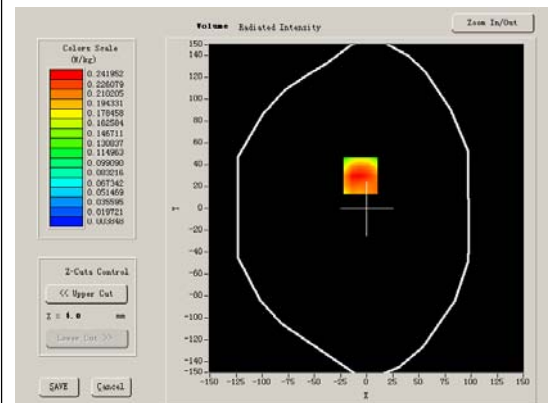 Volume Radiated Intensity
Zoom In/Out
Colors Scale
(W/kg)
0.241952
0.226079
0.210205
0.194331
0.178458
0.162584
0.146711
0.130837
0.114963
0.099090
0.083216
0.067342
0.051469
0.035595
0.019721
0.003848
Z-Cuts Control
<< Upper Cut
Z = 4.0 mm
Lower Cut >>
SAVE
Cancel
150
140
120
100
80
60
40
20
0
-20
-40
-60
-80
-100
-120
-140
-150
Y
-150 -125 -100 -75 -50 -25 0 25 50 75 100 125 150
X